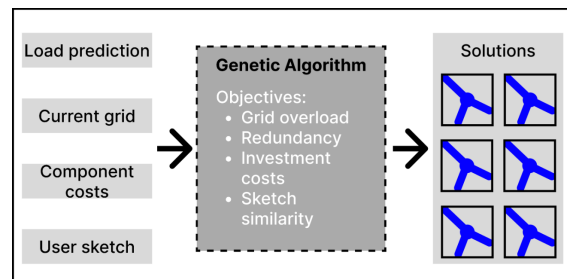 Load prediction
Current grid
Component
costs
User sketch
Genetic Algorithm
Objectives:
• Grid overload
• Redundancy
• Investment
costs
• Sketch
similarity
Solutions